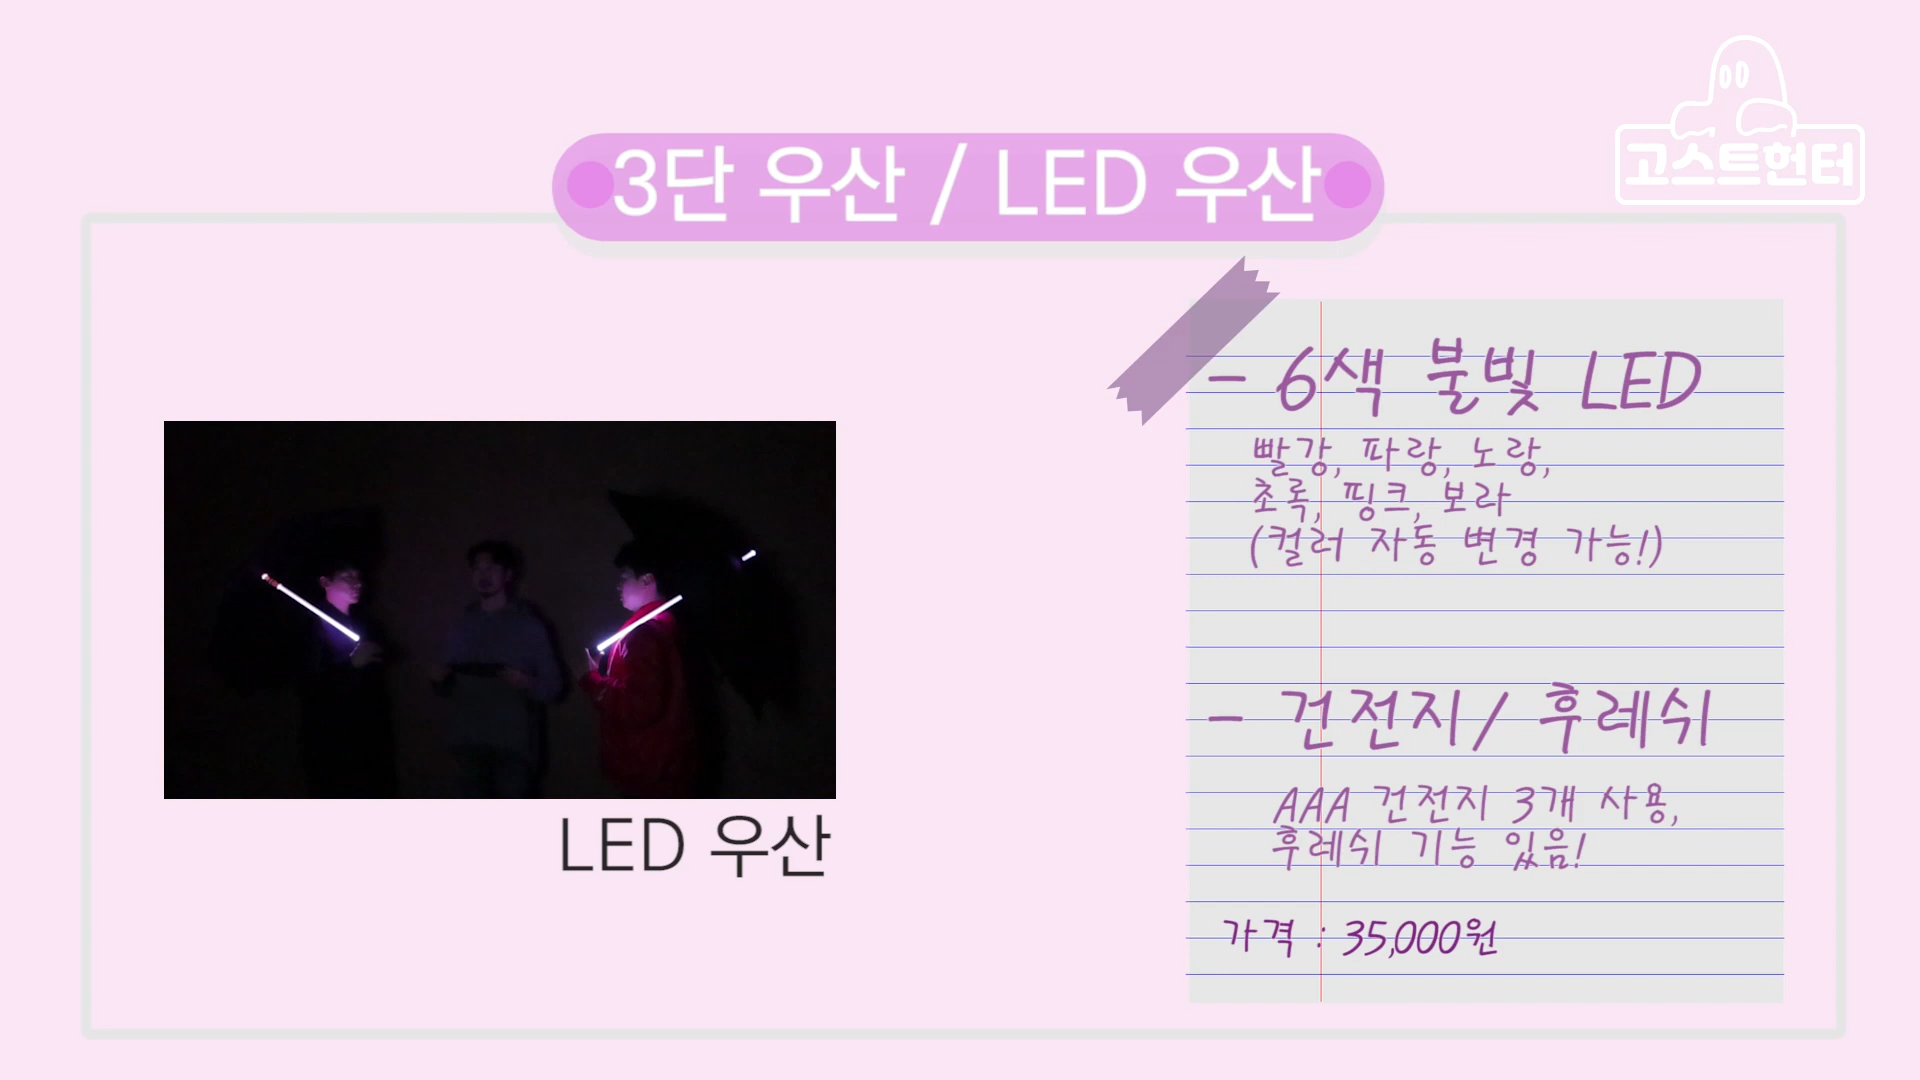 고스트헌터
3단 우산 / LED 우산
- 6색 불빛 LED
빨강, 파랑, 노랑,
초록, 핑크, 보라
(컬러 자동 변경 가능!)
- 건전지/ 후레쉬
AAA 건전지 3개 사용,
후레쉬 기능 있음!
가격 : 35,000원
LED 우산